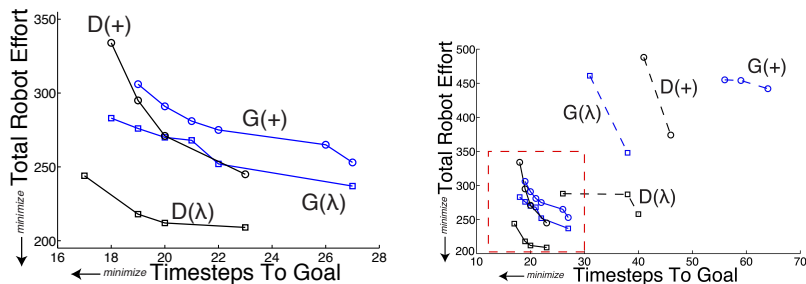 350
300
250
200
16 18 20 22 24 26 28
minimize Total Robot Effort
minimize Timesteps To Goal
D(+)
G(+)
G(λ)
D(λ)
500
450
400
350
300
250
200
10 20 30 40 50 60 70
minimize Total Robot Effort
minimize Timesteps To Goal
G(+)
D(+)
G(λ)
D(λ)